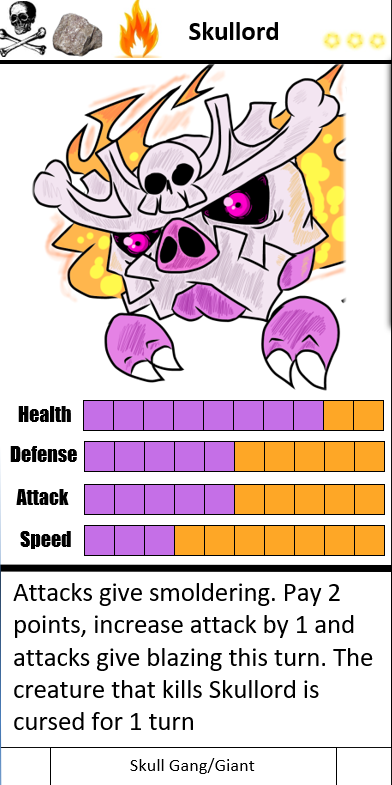 Skullord
Health
Defense
Attack
Speed
Attacks give smoldering. Pay 2
points, increase attack by 1 and
attacks give blazing this turn. The
creature that kills Skullord is
cursed for 1 turn
Skull Gang/Giant